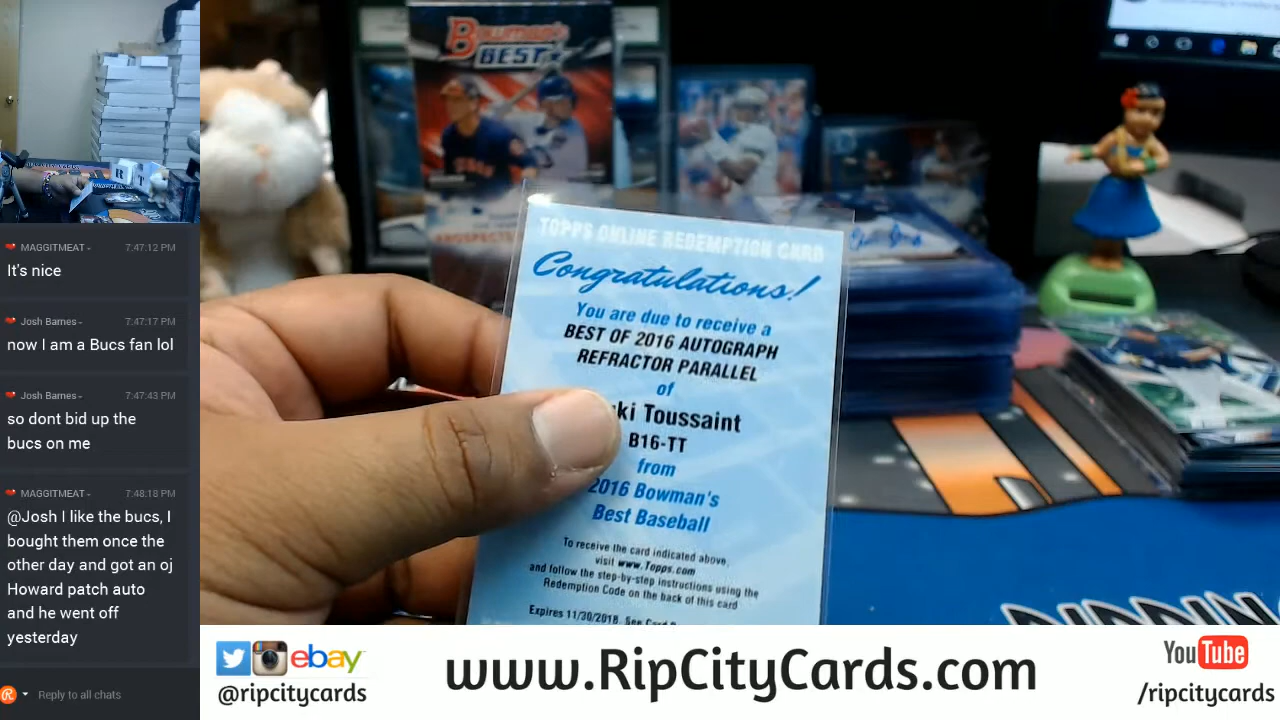 MAGGITMEAT
7:47:12 PM
It's nice
Josh Barnes
7:47:17 PM
now I am a Bucs fan lol
Josh Barnes
7:47:43 PM
so dont bid up the
bucs on me
MAGGITMEAT
7:48:18 PM
@Josh I like the bucs, I
bought them once the
other day and got an oj
Howard patch auto
and he went off
yesterday
Reply to all chats
Bowman's
BEST
TOPPS ONLINE REDEMPTION CARD
Congratulations!
You are due to receive a
BEST OF 2016 AUTOGRAPH
REFRACTOR PARALLEL
of
ki Toussaint
B16-TT
from
2016 Bowman's
Best Baseball
To receive the card indicated above,
visit www.Topps.com
and follow the step-by-step instructions using the
Redemption Code on the back of this card
Expires 11/30/2018. See Card
ebay
@ripcitycards
www.RipCityCards.com
YouTube
/ripcitycards